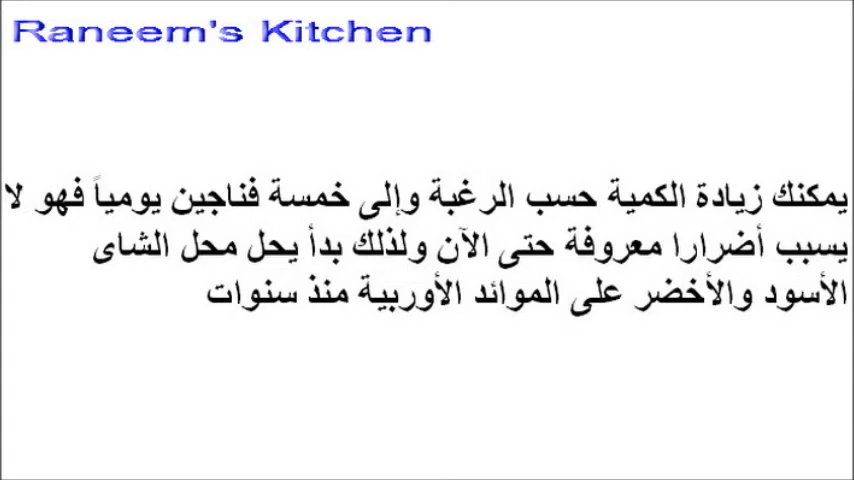 Raneem's Kitchen
يمكنك زيادة الكمية حسب الرغبة وإلى خمسة فناجين يومياً فهو لا
يسبب أضرارا معروفة حتى الآن ولذلك بدأ يحل محل الشاى
الأسود والأخضر على الموائد الأوربية منذ سنوات